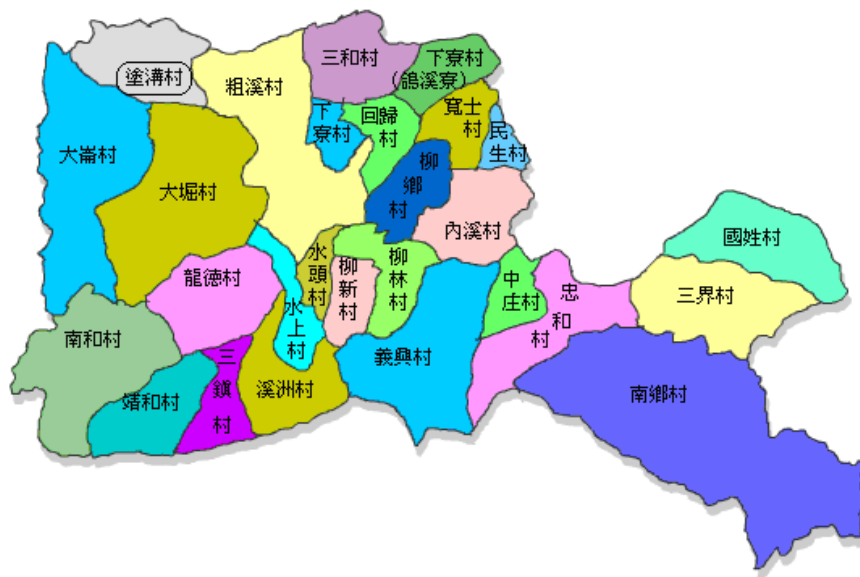 塗溝村
粗溪村
三和村
下寮村
(鴿溪寮)
大崙村
下寮村
回歸村
寬士村
民生村
大堀村
柳鄉村
內溪村
國姓村
龍德村
水頭村
柳新村
柳林村
中庄村
忠和村
三界村
南和村
水上村
三鎮村
義興村
靖和村
溪洲村
南鄉村